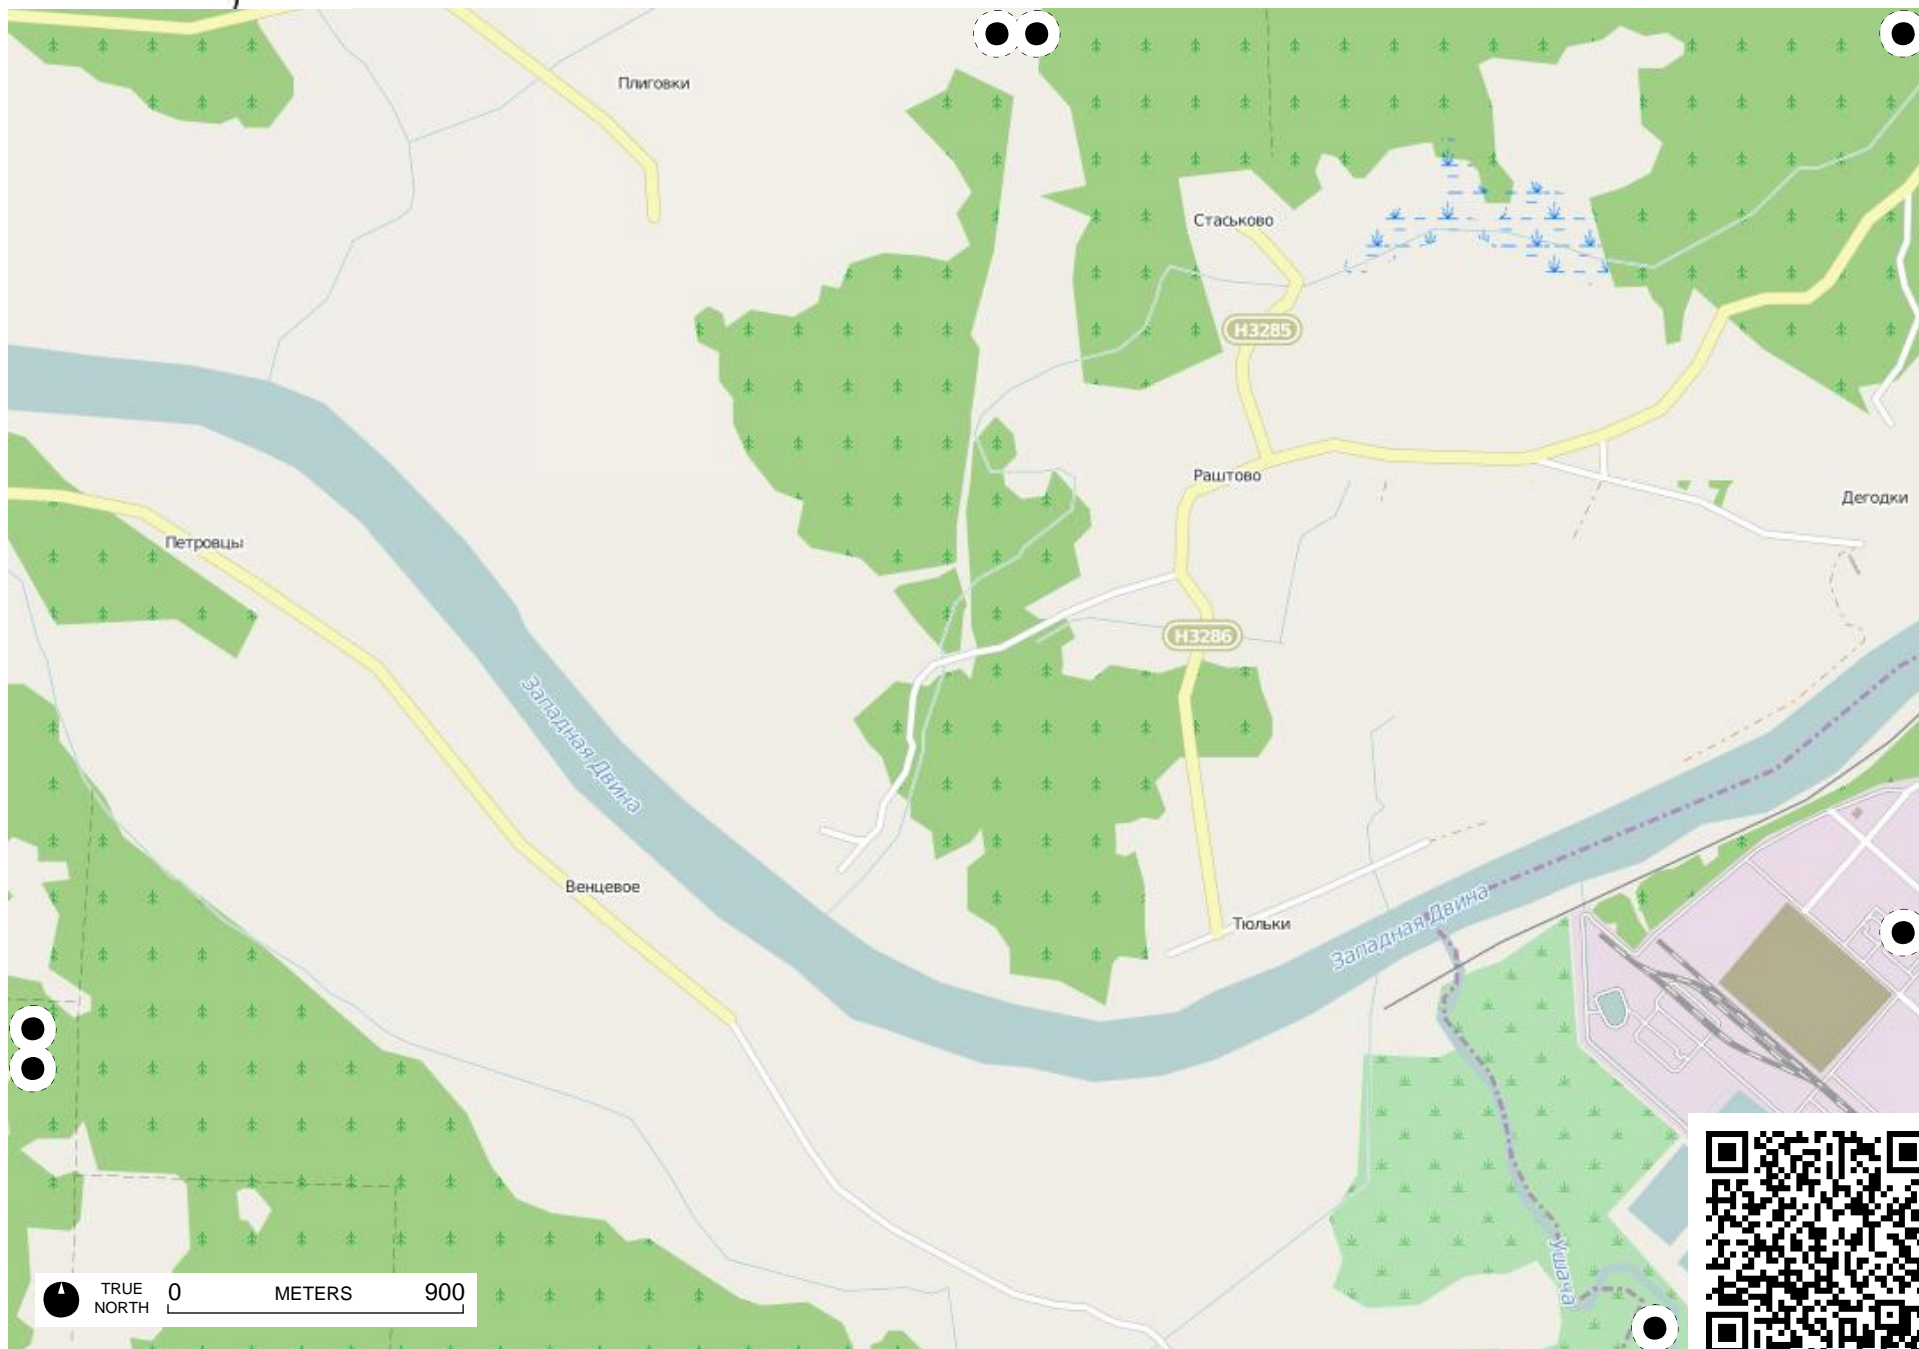 Плиговки
Стаськово
H3285
Раштово
Дегодки
Петровцы
H3286
Западная Двина
Венцевое
Тюльки
Западная Двина
Ушача
TRUE NORTH
0 METERS 900